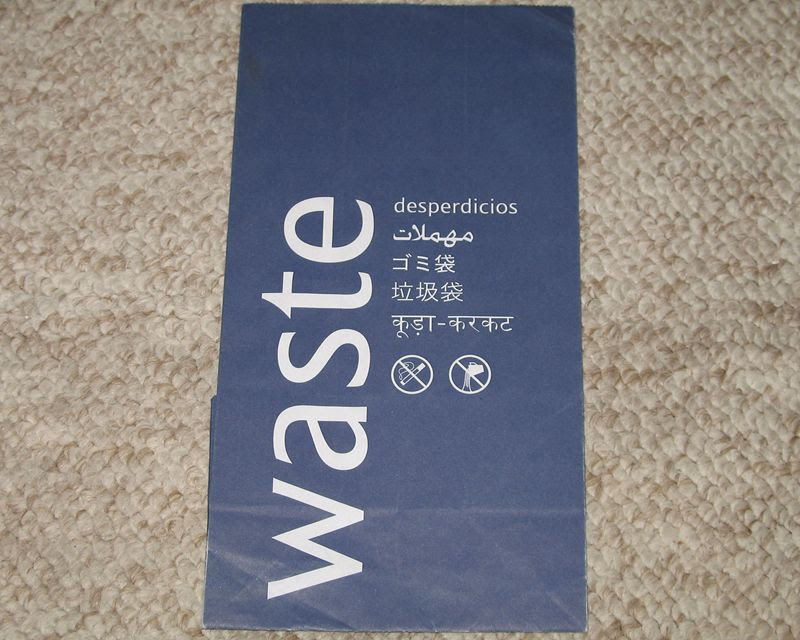 waste
desperdicios
مهملات
ゴミ袋
垃圾袋
कूड़ा-करकट